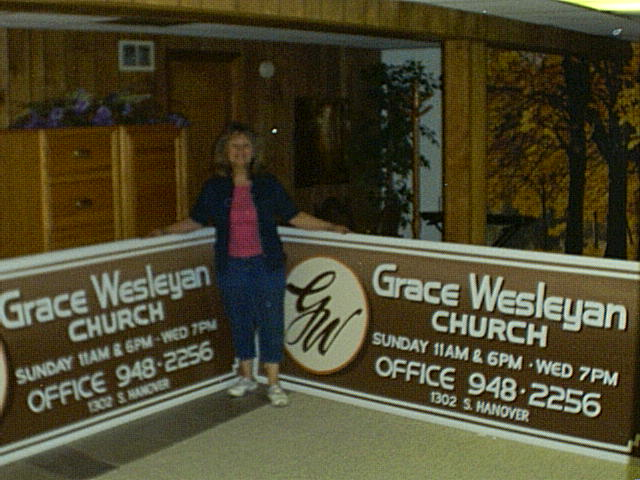 Grace Wesleyan
CHURCH
SUNDAY 11AM & 6PM · WED 7PM
OFFICE 948·2256
1302 S. HANOVER
GW
Grace Wesleyan
CHURCH
SUNDAY 11AM & 6PM · WED 7PM
OFFICE 948·2256
1302 S. HANOVER